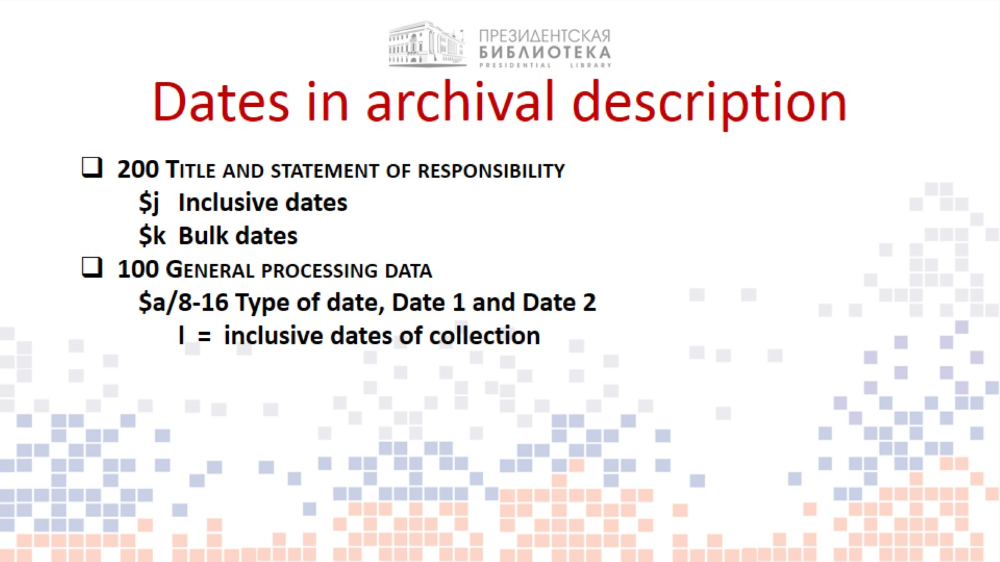 ПРЕЗИДЕНТСКАЯ
БИБЛИОТЕКА
PRESIDENTIAL LIBRARY
Dates in archival description
❑ 200 TITLE AND STATEMENT OF RESPONSIBILITY
$j Inclusive dates
$k Bulk dates
❑ 100 GENERAL PROCESSING DATA
$a/8-16 Type of date, Date 1 and Date 2
l = inclusive dates of collection